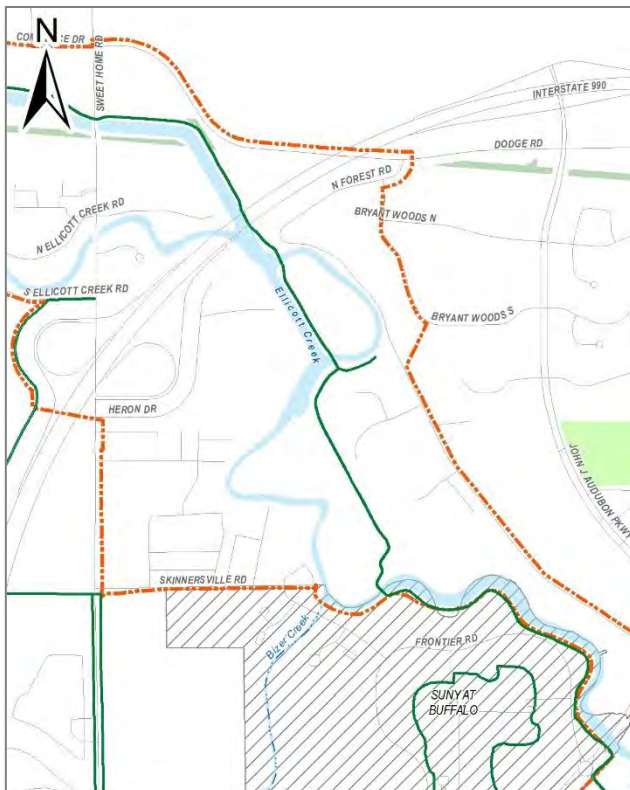 N
SWEET HOME RD
INTERSTATE 990
DODGE RD
N FOREST RD
N ELLICOTT CREEK RD
BRYANT WOODS N
S ELLICOTT CREEK RD
Ellicott Creek
BRYANT WOODS S
HERON DR
JOHN J AUDUBON PKWY
SKINNERSVILLE RD
Bizer Creek
FRONTIER RD
SUNY AT
BUFFALO